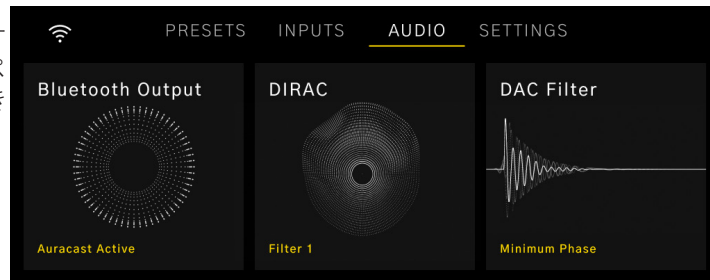 PRESETS INPUTS AUDIO SETTINGS
Bluetooth Output
Auracast Active
DIRAC
Filter 1
DAC Filter
Minimum Phase